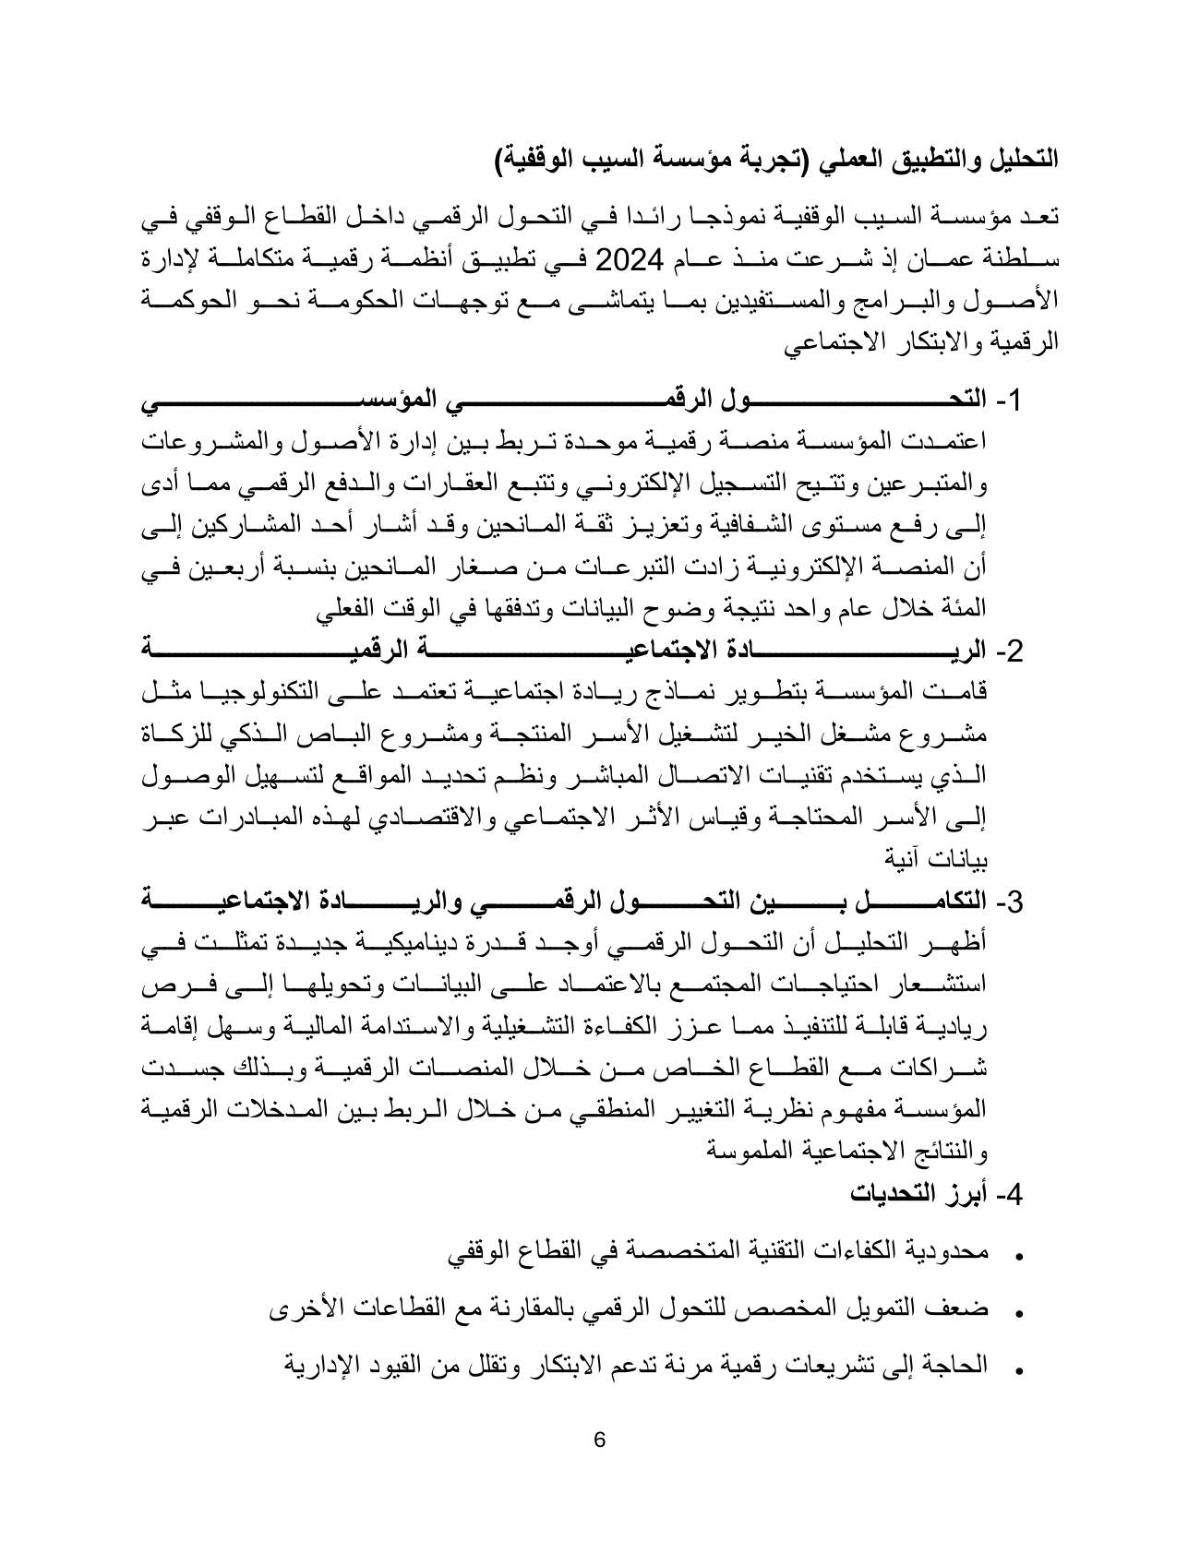 التحليل والتطبيق العملي (تجربة مؤسسة السيب الوقفية)
تعد مؤسسة السيب الوقفية نموذجا رائدا في التحول الرقمي داخل القطاع الوقفي في
سلطنة عمان إذ شرعت منذ عام 2024 في تطبيق أنظمة رقمية متكاملة لإدارة
الأصول والبرامج والمستفيدين بما يتماشى مع توجهات الحكومة نحو الحوكمة
الرقمية والابتكار الاجتماعي
1- التحول الرقمي المؤسسي
اعتمدت المؤسسة منصة رقمية موحدة تربط بين إدارة الأصول والمشروعات
والمتبرعين وتتيح التسجيل الإلكتروني وتتبع العقارات والدفع الرقمي مما أدى
إلى رفع مستوى الشفافية وتعزيز ثقة المانحين وقد أشار أحد المشاركين إلى
أن المنصة الإلكترونية زادت التبرعات من صغار المانحين بنسبة أربعين في
المئة خلال عام واحد نتيجة وضوح البيانات وتدفقها في الوقت الفعلي
2- الريادة الاجتماعية الرقمية
قامت المؤسسة بتطوير نماذج ريادة اجتماعية تعتمد على التكنولوجيا مثل
مشروع مشغل الخير لتشغيل الأسر المنتجة ومشروع الباص الذكي للزكاة
الذي يستخدم تقنيات الاتصال المباشر ونظم تحديد المواقع لتسهيل الوصول
إلى الأسر المحتاجة وقياس الأثر الاجتماعي والاقتصادي لهذه المبادرات عبر
بيانات آنية
3- التكامل بين التحول الرقمي والريادة الاجتماعية
أظهر التحليل أن التحول الرقمي أوجد قدرة ديناميكية جديدة تمثلت في
استشعار احتياجات المجتمع بالاعتماد على البيانات وتحويلها إلى فرص
ريادية قابلة للتنفيذ مما عزز الكفاءة التشغيلية والاستدامة المالية وسهل إقامة
شراكات مع القطاع الخاص من خلال المنصات الرقمية وبذلك جسدت
المؤسسة مفهوم نظرية التغيير المنطقي من خلال الربط بين المدخلات الرقمية
والنتائج الاجتماعية الملموسة
4- أبرز التحديات
• محدودية الكفاءات التقنية المتخصصة في القطاع الوقفي
• ضعف التمويل المخصص للتحول الرقمي بالمقارنة مع القطاعات الأخرى
• الحاجة إلى تشريعات رقمية مرنة تدعم الابتكار وتقلل من القيود الإدارية
6